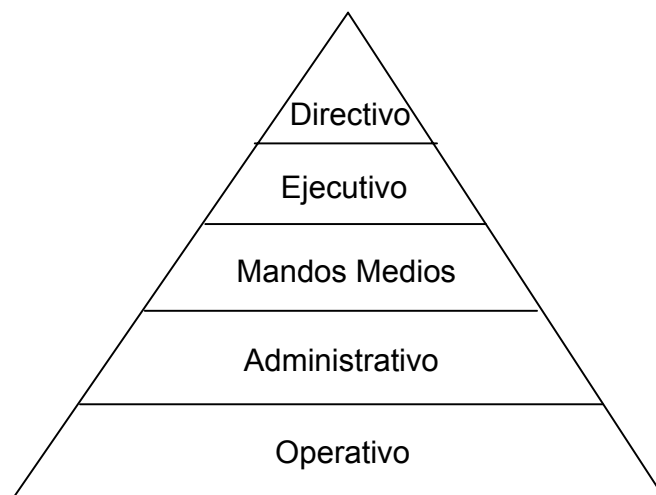 Directivo
Ejecutivo
Mandos Medios
Administrativo
Operativo